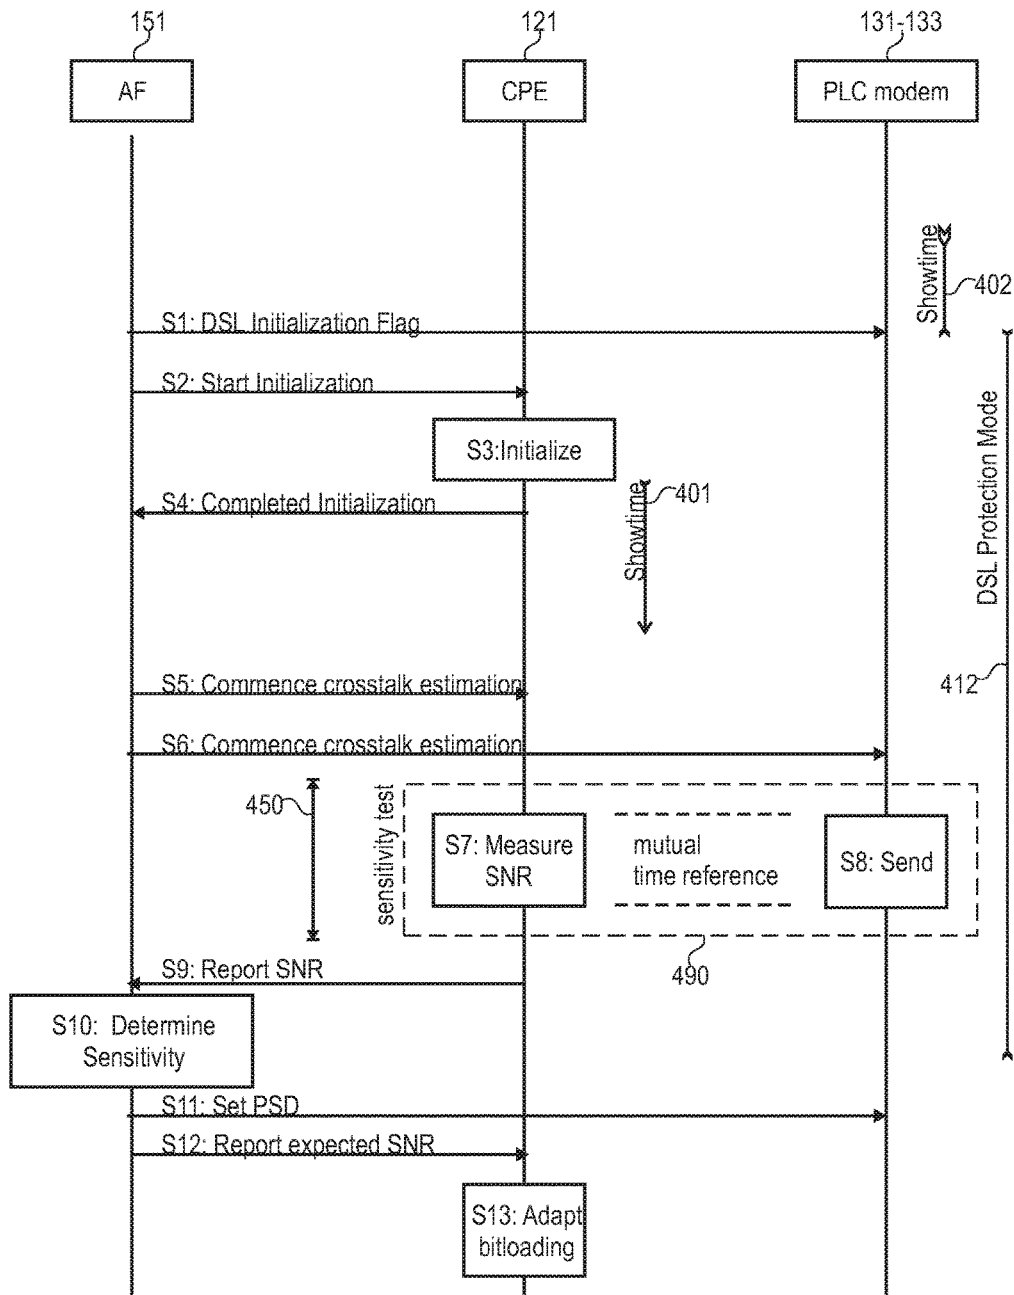 151
121
131-133
AF
CPE
PLC modem
Showtime
402
S1: DSL Initialization Flag
S2: Start Initialization
DSL Protection Mode
S3:Initialize
401
S4: Completed Initialization
Showtime
412
S5: Commence crosstalk estimation
S6: Commence crosstalk estimation
450
sensitivity test
S7: Measure
SNR
mutual
time reference
S8: Send
490
S9: Report SNR
S10: Determine
Sensitivity
S11: Set PSD
S12: Report expected SNR
S13: Adapt
bitloading